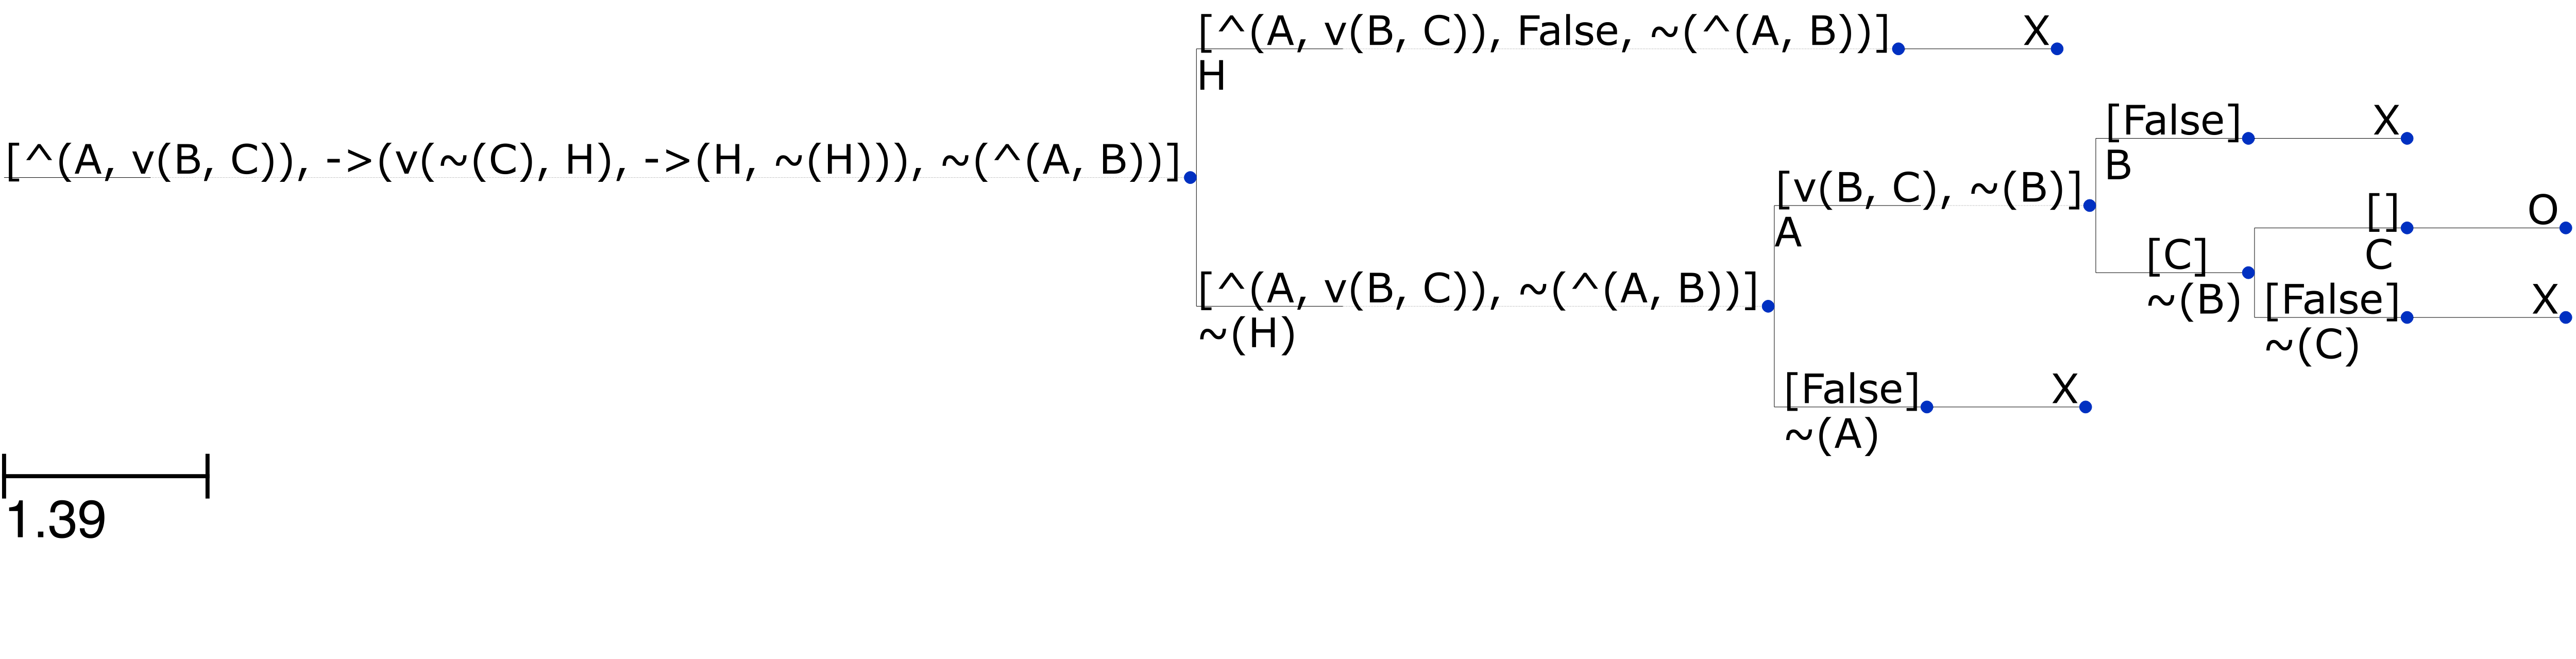 [^(A, v(B, C)), False, ~(^(A, B))]
X
H
[^(A, v(B, C)), ->(v(~(C), H), ->(H, ~(H))), ~(^(A, B))]
[False]
X
B
[v(B, C), ~(B)]
A
[]
O
C
[C]
~(B)
[^(A, v(B, C)), ~(^(A, B))]
~(H)
[False]
X
~(C)
[False]
X
~(A)
1.39